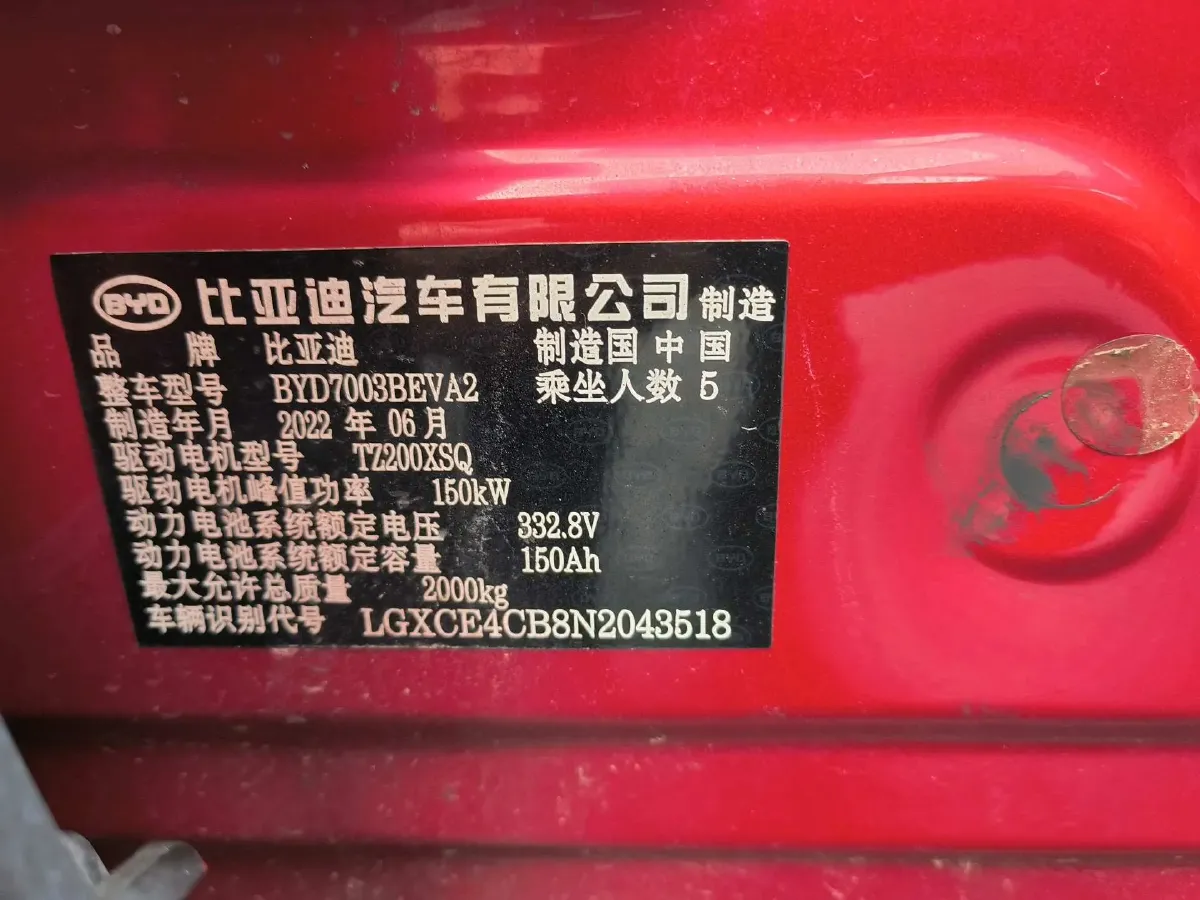 BYD 比亚迪汽车有限公司 制造
品 牌 比亚迪 制造国 中国
整车型号 BYD7003BEVA2 乘坐人数 5
制造年月 2022 年 06 月
驱动电机型号 TZ200XSQ
驱动电机峰值功率 150kW
动力电池系统额定电压 332.8V
动力电池系统额定容量 150Ah
最大允许总质量 2000kg
车辆识别代号 LGXCE4CB8N2043518